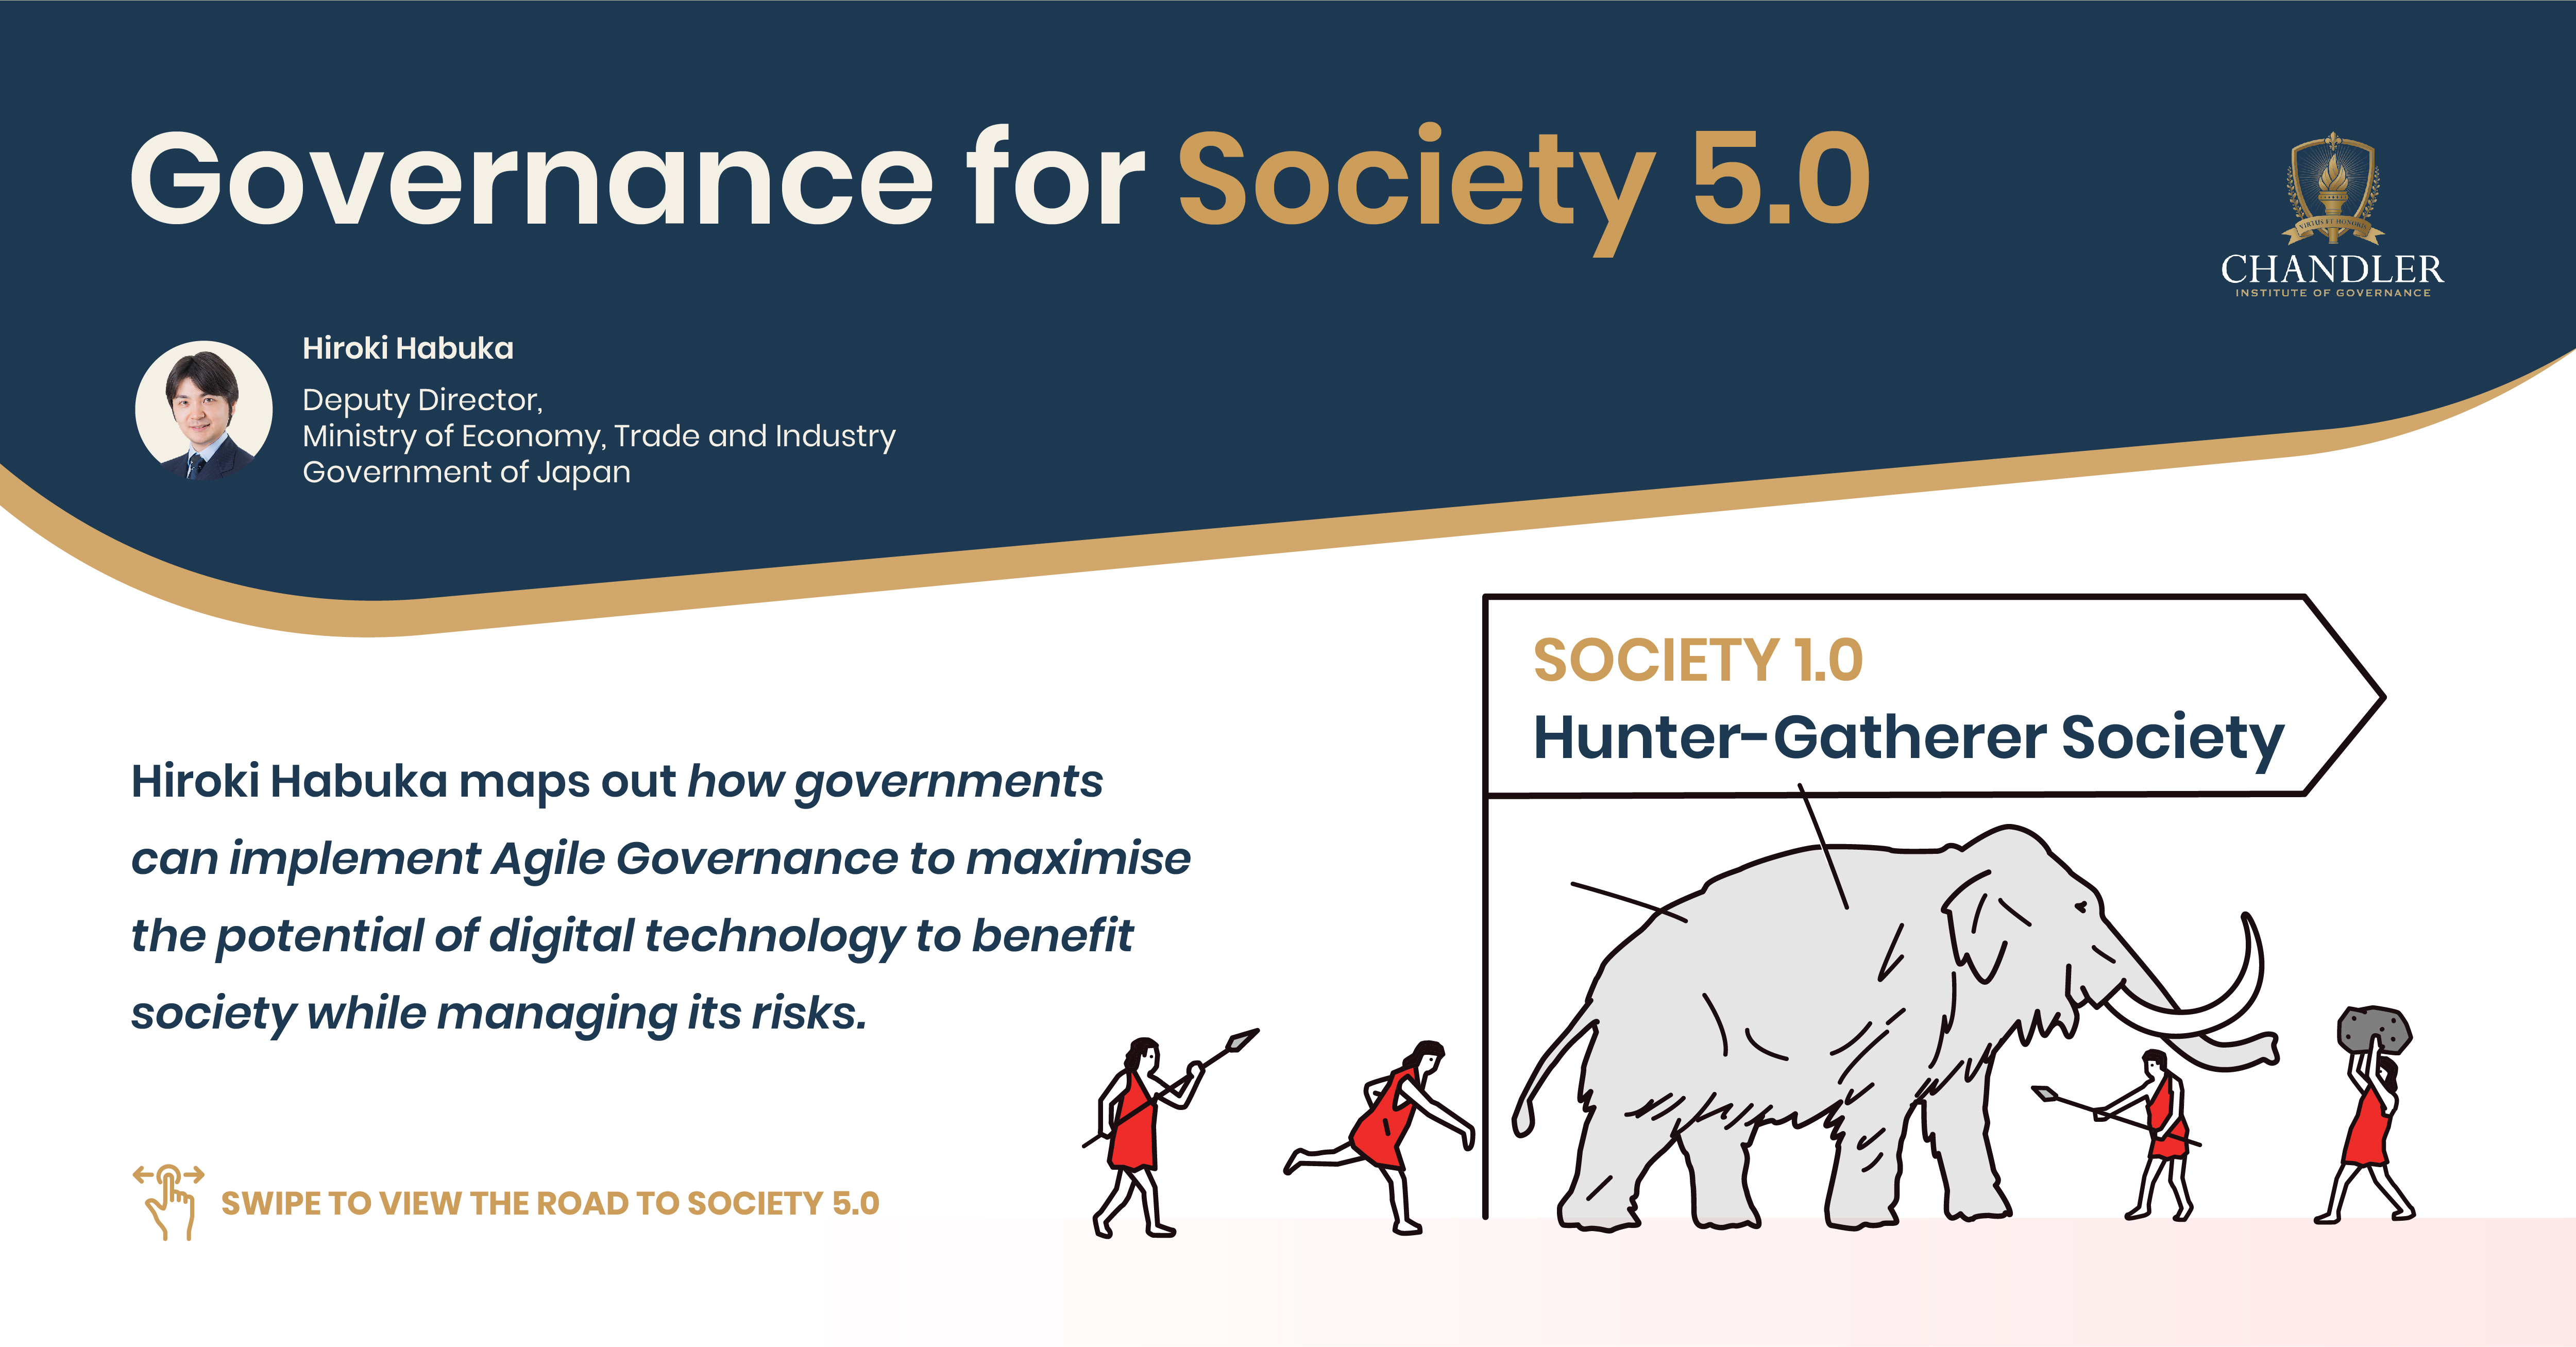 Governance for Society 5.0
VIRTUS ET HONORIS
CHANDLER
INSTITUTE OF GOVERNANCE
Hiroki Habuka
Deputy Director,
Ministry of Economy, Trade and Industry
Government of Japan
SOCIETY 1.0
Hunter-Gatherer Society
Hiroki Habuka maps out how governments
can implement Agile Governance to maximise
the potential of digital technology to benefit
society while managing its risks.
SWIPE TO VIEW THE ROAD TO SOCIETY 5.0